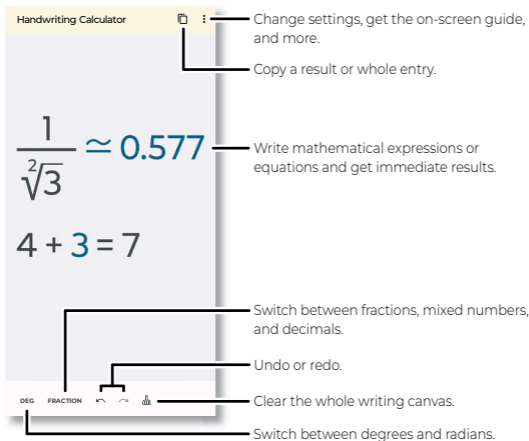 Handwriting Calculator
Change settings, get the on-screen guide,
and more.
Copy a result or whole entry.
1
2√3
≃ 0.577
Write mathematical expressions or
equations and get immediate results.
4 + 3 = 7
Switch between fractions, mixed numbers,
and decimals.
Undo or redo.
DEG FRACTION
Clear the whole writing canvas.
Switch between degrees and radians.